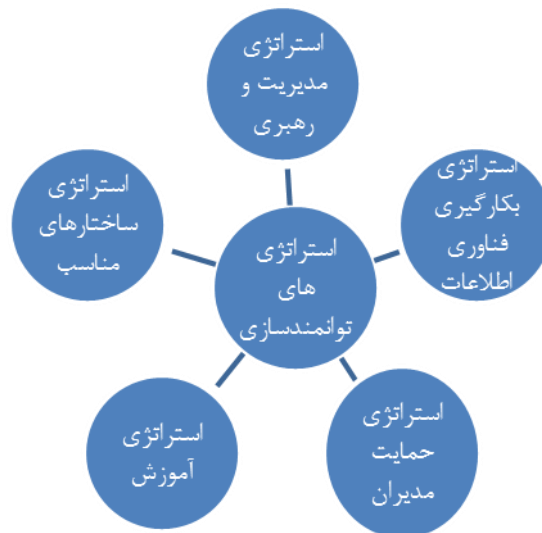 استراتژی
مدیریت و
رهبری
استراتژی
بکارگیری
فناوری
اطلاعات
استراتژی
ساختارهای
مناسب
استراتژی
های
توانمندسازی
استراتژی
حمایت
مدیران
استراتژی
آموزش